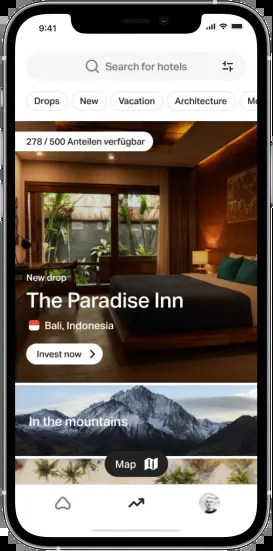 9:41
Search for hotels
Drops
New
Vacation
Architecture
Mo
278 / 500 Anteilen verfügbar
New drop
The Paradise Inn
Bali, Indonesia
Invest now
In the mountains
Map